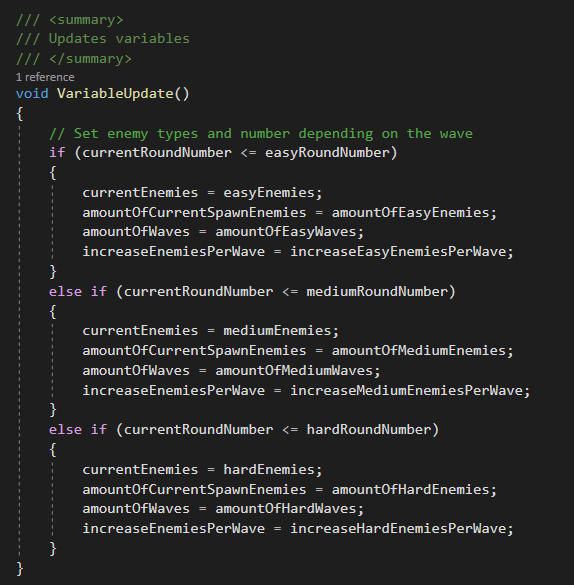 /// <summary>
/// Updates variables
/// </summary>
1 reference
void VariableUpdate()
{
    // Set enemy types and number depending on the wave
    if (currentRoundNumber <= easyRoundNumber)
    {
        currentEnemies = easyEnemies;
        amountOfCurrentSpawnEnemies = amountOfEasyEnemies;
        amountOfWaves = amountOfEasyWaves;
        increaseEnemiesPerWave = increaseEasyEnemiesPerWave;
    }
    else if (currentRoundNumber <= mediumRoundNumber)
    {
        currentEnemies = mediumEnemies;
        amountOfCurrentSpawnEnemies = amountOfMediumEnemies;
        amountOfWaves = amountOfMediumWaves;
        increaseEnemiesPerWave = increaseMediumEnemiesPerWave;
    }
    else if (currentRoundNumber <= hardRoundNumber)
    {
        currentEnemies = hardEnemies;
        amountOfCurrentSpawnEnemies = amountOfHardEnemies;
        amountOfWaves = amountOfHardWaves;
        increaseEnemiesPerWave = increaseHardEnemiesPerWave;
    }
}